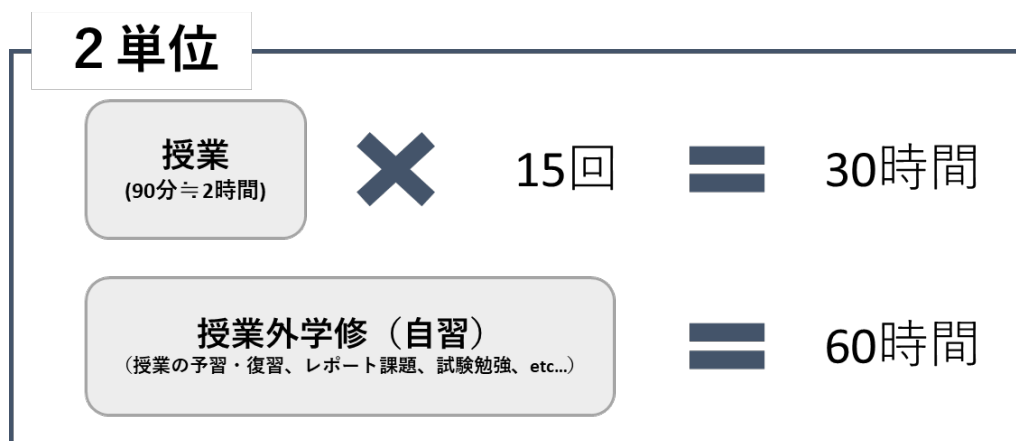 2単位
授業
(90分≒2時間)
15回
30時間
授業外学修（自習）
（授業の予習・復習、レポート課題、試験勉強、etc...）
60時間